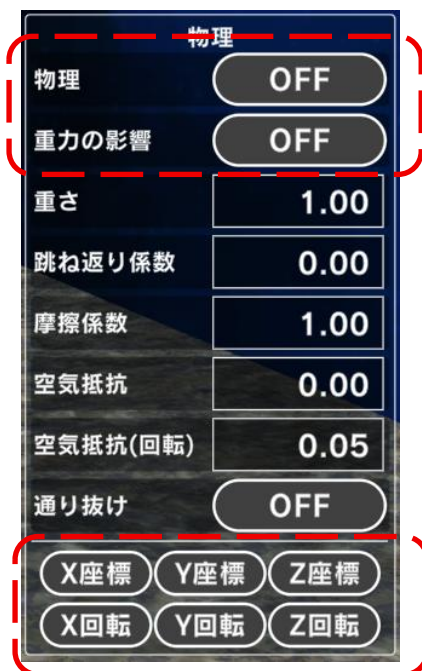 物理
物理 OFF
重力の影響 OFF
重さ 1.00
跳ね返り係数 0.00
摩擦係数 1.00
空気抵抗 0.00
空気抵抗(回転) 0.05
通り抜け OFF
X座標 Y座標 Z座標
X回転 Y回転 Z回転